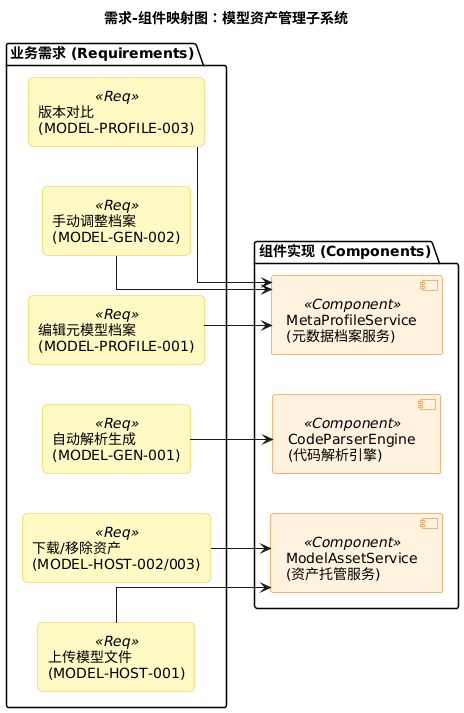 需求-组件映射图：模型资产管理子系统
业务需求 (Requirements)
«Req»
版本对比
(MODEL-PROFILE-003)
«Req»
手动调整档案
(MODEL-GEN-002)
«Req»
编辑元模型档案
(MODEL-PROFILE-001)
«Req»
自动解析生成
(MODEL-GEN-001)
«Req»
下载/移除资产
(MODEL-HOST-002/003)
«Req»
上传模型文件
(MODEL-HOST-001)
组件实现 (Components)
«Component»
MetaProfileService
(元数据档案服务)
«Component»
CodeParserEngine
(代码解析引擎)
«Component»
ModelAssetService
(资产托管服务)